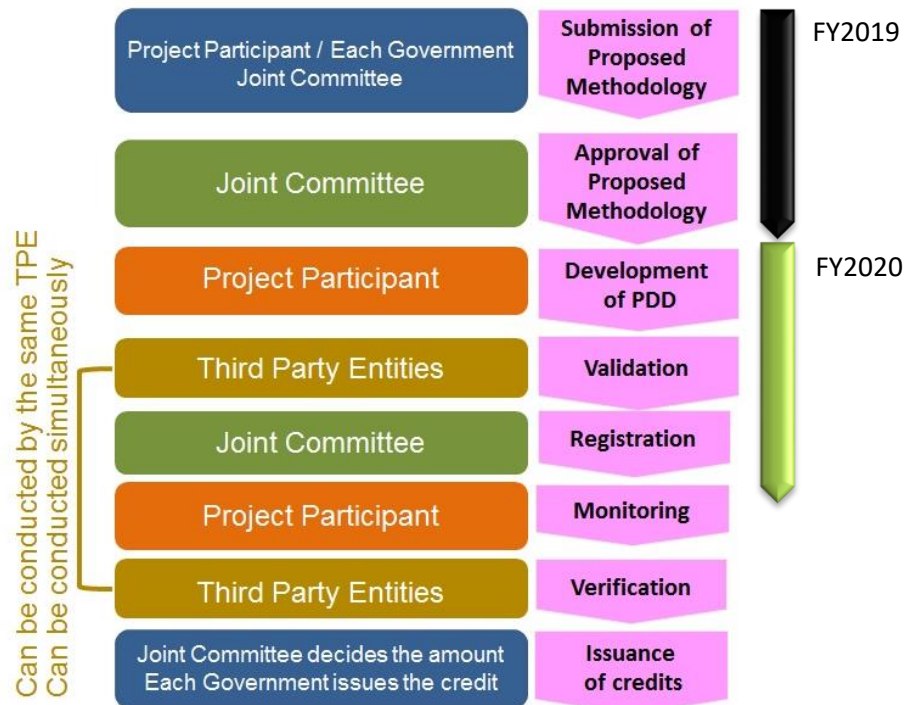 Project Participant / Each Government
Joint Committee
Submission of
Proposed
Methodology
FY2019
Joint Committee
Approval of
Proposed
Methodology
Project Participant
Development
of PDD
FY2020
Can be conducted by the same TPE
Can be conducted simultaneously
Third Party Entities
Validation
Joint Committee
Registration
Project Participant
Monitoring
Third Party Entities
Verification
Joint Committee decides the amount
Each Government issues the credit
Issuance
of credits